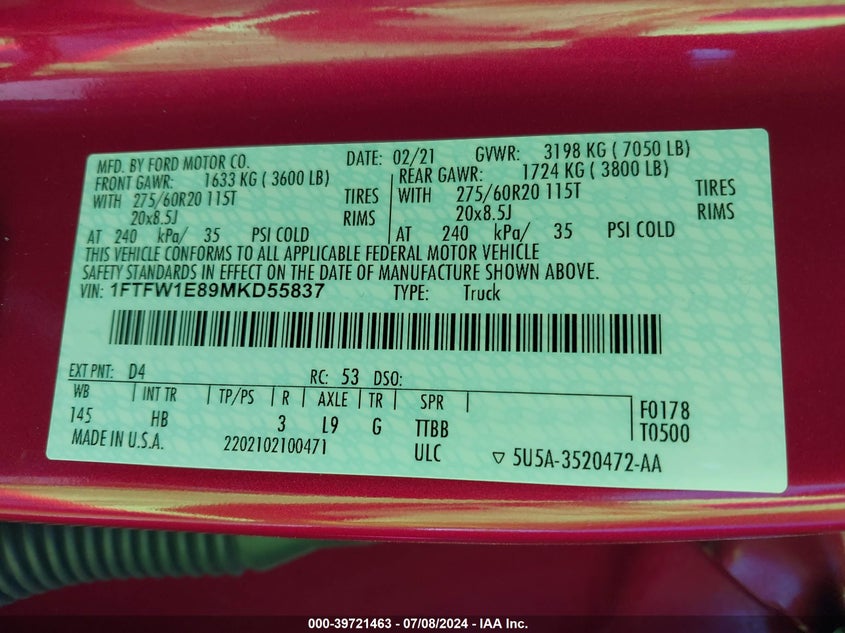 MFD. BY FORD MOTOR CO. DATE: 02/21 GVWR: 3198 KG ( 7050 LB)
FRONT GAWR: 1633 KG ( 3600 LB) REAR GAWR: 1724 KG ( 3800 LB)
WITH 275/60R20 115T TIRES WITH 275/60R20 115T TIRES
20x8.5J RIMS 20x8.5J RIMS
AT 240 kPa/ 35 PSI COLD AT 240 kPa/ 35 PSI COLD
THIS VEHICLE CONFORMS TO ALL APPLICABLE FEDERAL MOTOR VEHICLE
SAFETY STANDARDS IN EFFECT ON THE DATE OF MANUFACTURE SHOWN ABOVE.
VIN: 1FTFW1E89MKD55837 TYPE: Truck
EXT PNT: D4 RC: 53 DSO:
WB INT TR TP/PS R AXLE TR SPR
145 HB 3 L9 G TTBB F0178
ULC T0500
MADE IN U.S.A. 2202102100471 ▽ 5U5A-3520472-AA
000-39721463 - 07/08/2024 - IAA Inc.